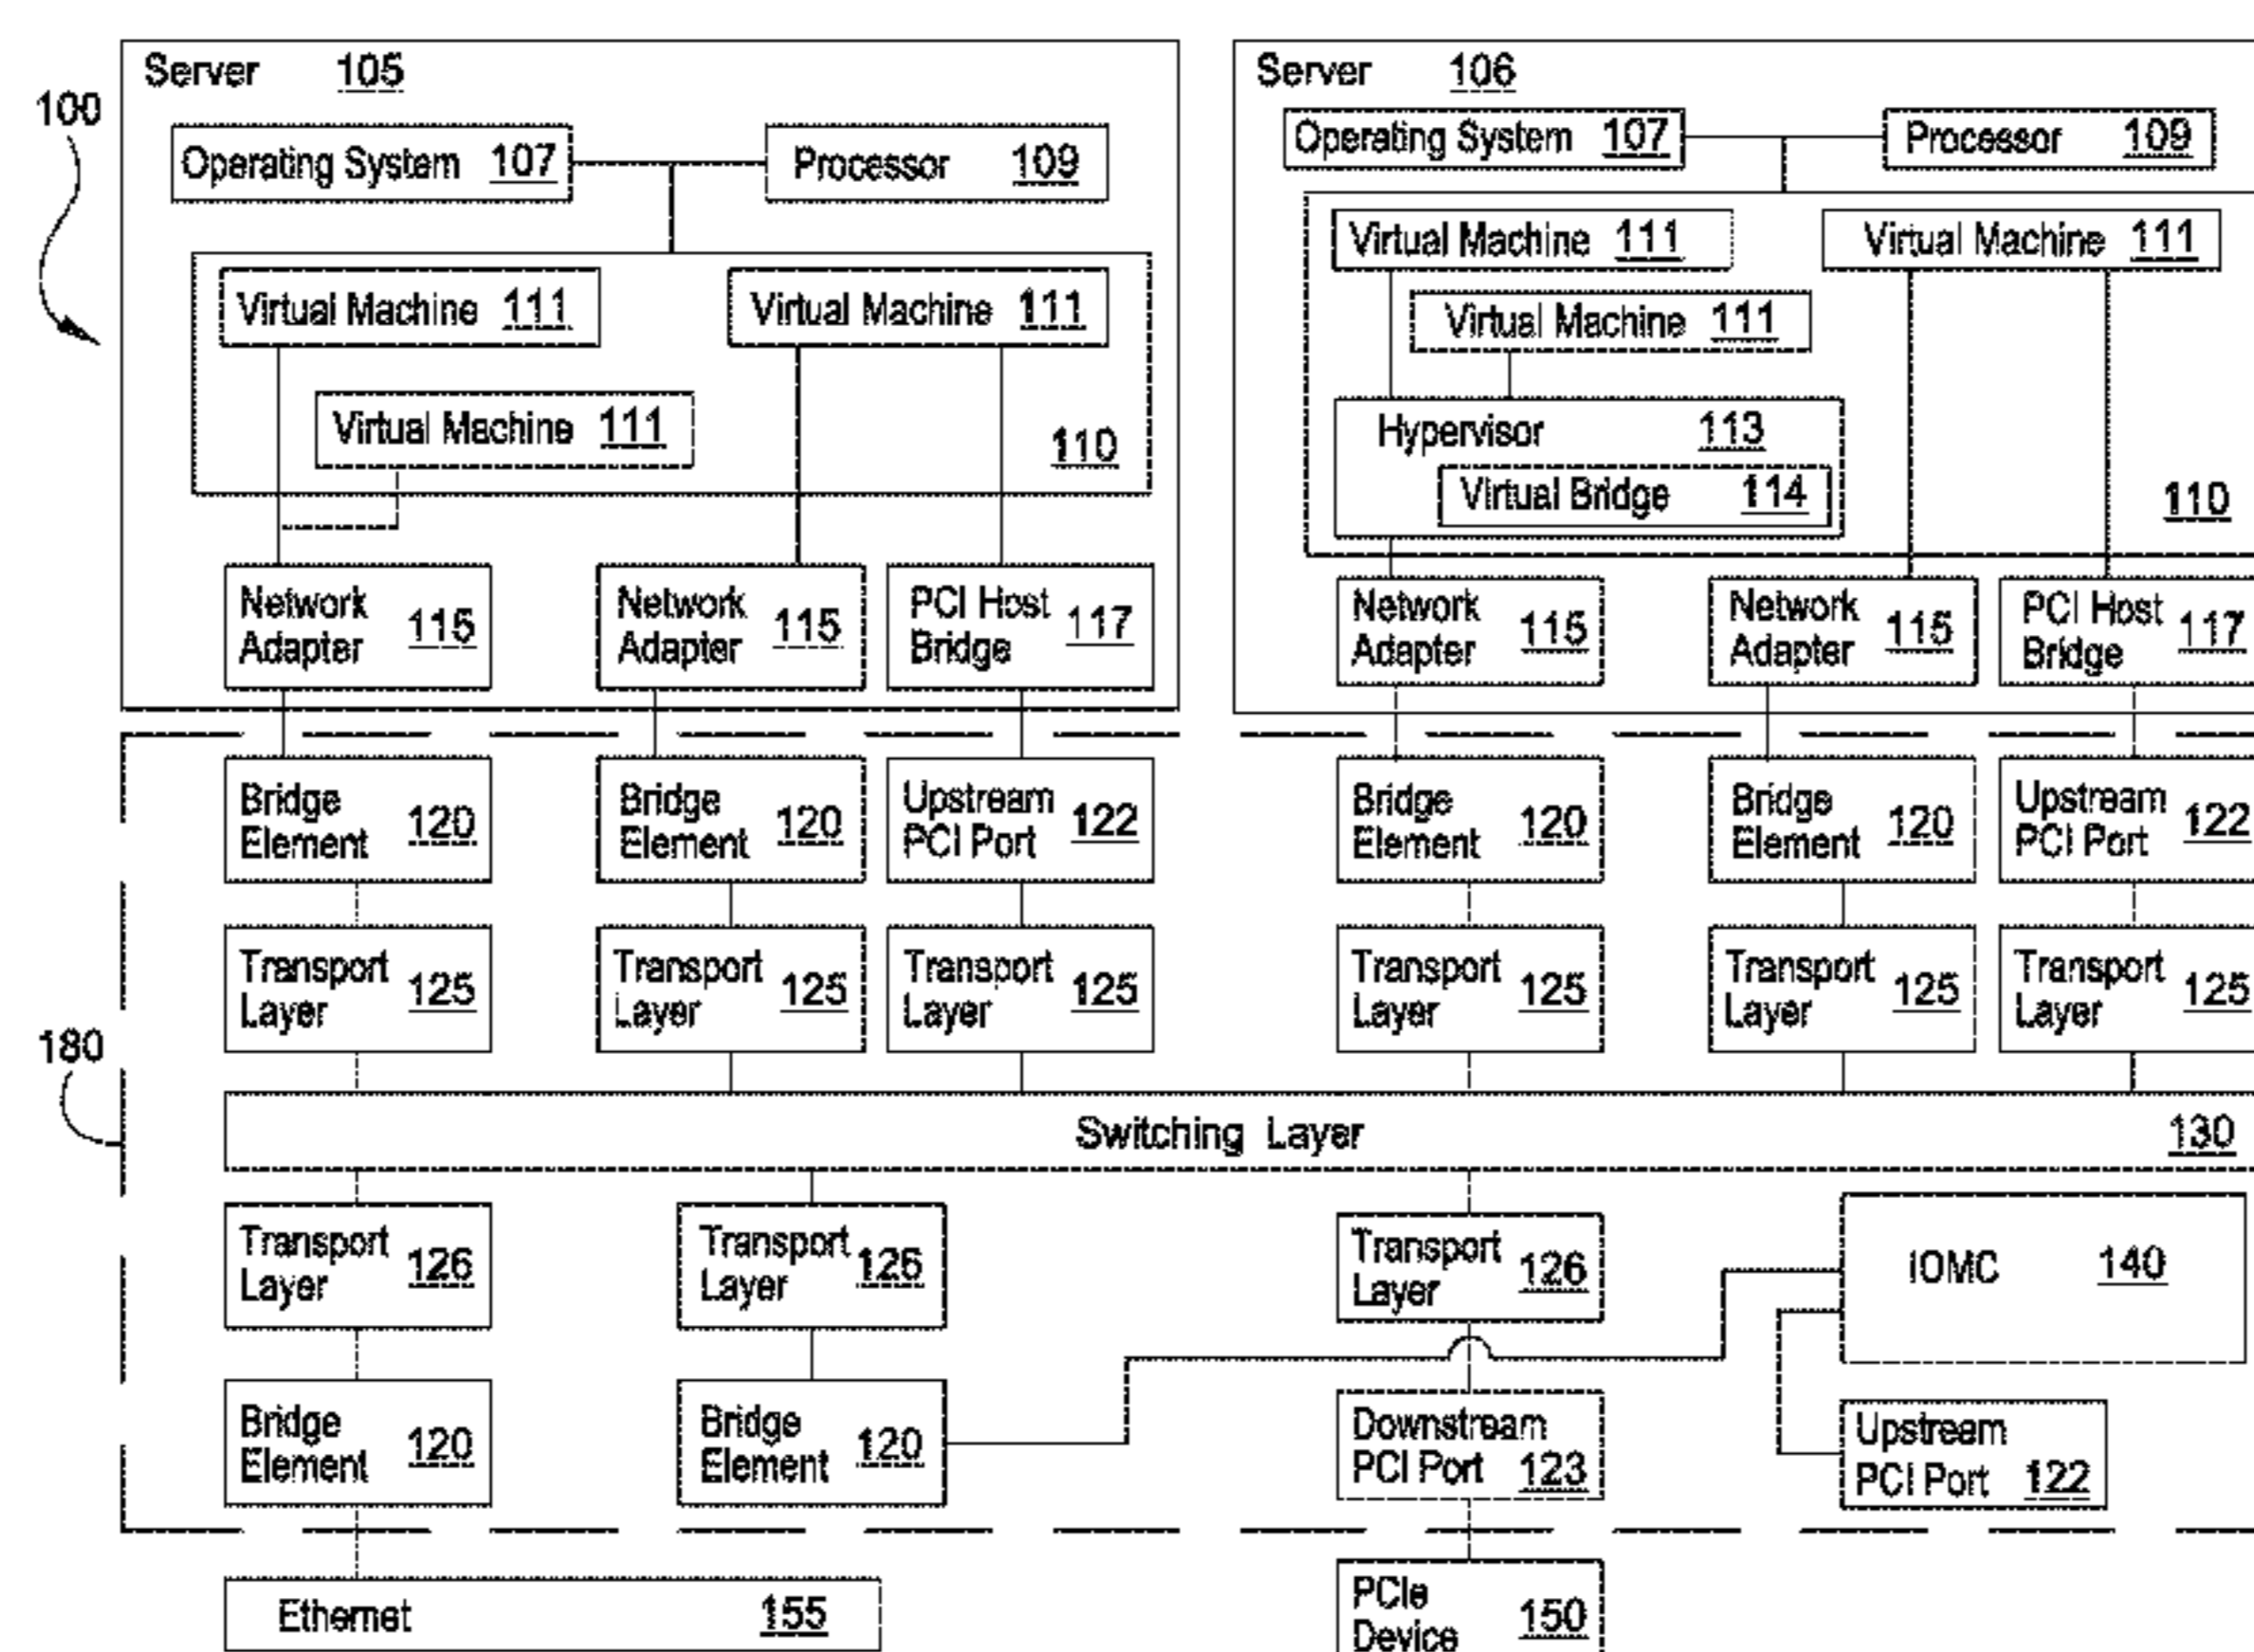 Server 105
Server 106
100
Operating System 107
Processor 109
Operating System 107
Processor 109
Virtual Machine 111
Virtual Machine 111
Virtual Machine 111
Virtual Machine 111
Virtual Machine 111
Virtual Machine 111
110
Hypervisor 113
Virtual Bridge 114
110
Network
Adapter 115
Network
Adapter 115
PCI Host
Bridge 117
Network
Adapter 115
Network
Adapter 115
PCI Host
Bridge 117
Bridge
Element 120
Bridge
Element 120
Upstream
PCI Port 122
Bridge
Element 120
Bridge
Element 120
Upstream
PCI Port 122
Transport
Layer 125
Transport
Layer 125
Transport
Layer 125
Transport
Layer 125
Transport
Layer 125
Transport
Layer 125
180
Switching Layer 130
Transport
Layer 126
Transport
Layer 126
Transport
Layer 126
IOMC 140
Bridge
Element 120
Bridge
Element 120
Downstream
PCI Port 123
Upstream
PCI Port 122
Ethernet 155
PCIe
Device 150